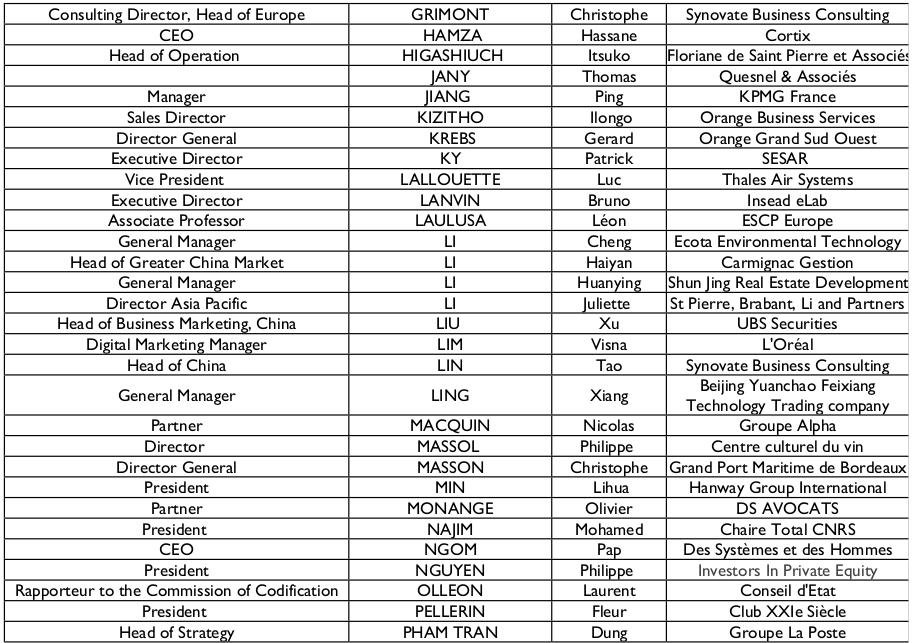 Consulting Director, Head of Europe GRIMONT Christophe Synovate Business Consulting
CEO HAMZA Hassane Cortix
Head of Operation HIGASHIUCH Itsuko Floriane de Saint Pierre et Associés
JANY Thomas Quesnel & Associés
Manager JIANG Ping KPMG France
Sales Director KIZITHO Ilongo Orange Business Services
Director General KREBS Gerard Orange Grand Sud Ouest
Executive Director KY Patrick SESAR
Vice President LALLOUETTE Luc Thales Air Systems
Executive Director LANVIN Bruno Insead eLab
Associate Professor LAULUSA Léon ESCP Europe
General Manager LI Cheng Ecota Environmental Technology
Head of Greater China Market LI Haiyan Carmignac Gestion
General Manager LI Huanying Shun Jing Real Estate Development
Director Asia Pacific LI Juliette St Pierre, Brabant, Li and Partners
Head of Business Marketing, China LIU Xu UBS Securities
Digital Marketing Manager LIM Visna L'Oréal
Head of China LIN Tao Synovate Business Consulting
General Manager LING Xiang Beijing Yuanchao Feixiang
Technology Trading company
Partner MACQUIN Nicolas Groupe Alpha
Director MASSOL Philippe Centre culturel du vin
Director General MASSON Christophe Grand Port Maritime de Bordeaux
President MIN Lihua Hanway Group International
Partner MONANGE Olivier DS AVOCATS
President NAJIM Mohamed Chaire Total CNRS
CEO NGOM Pap Des Systèmes et des Hommes
President NGUYEN Philippe Investors In Private Equity
Rapporteur to the Commission of Codification OLLEON Laurent Conseil d'Etat
President PELLERIN Fleur Club XXIe Siècle
Head of Strategy PHAM TRAN Dung Groupe La Poste